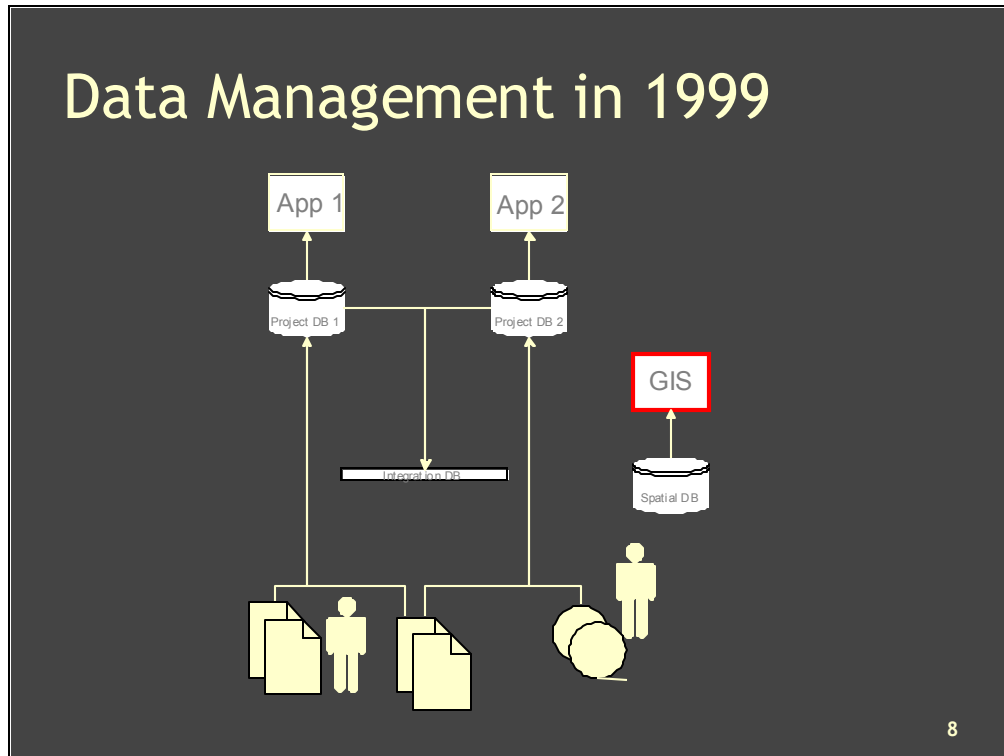 Data Management in 1999
App 1
App 2
Project DB 1
Project DB 2
GIS
Integration DB
Spatial DB
8